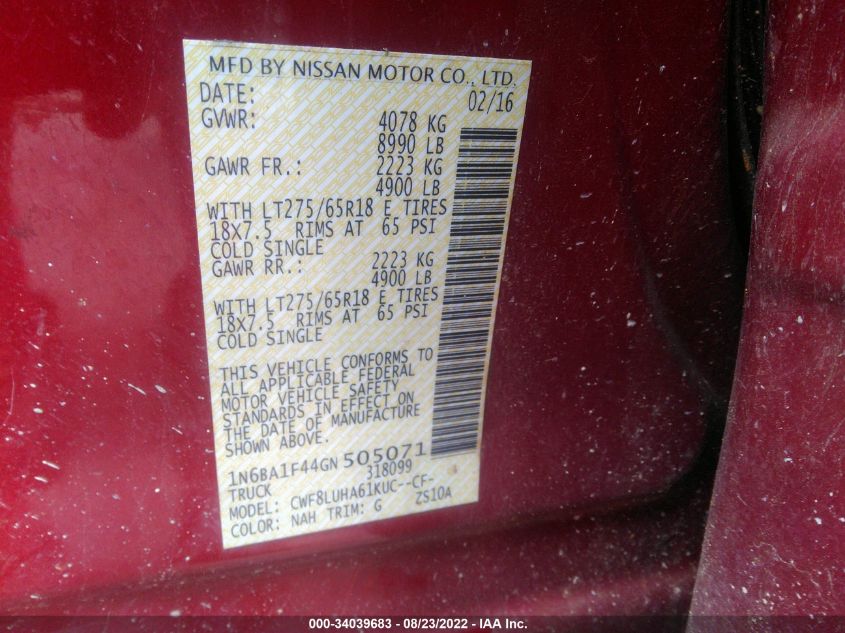 MFD BY NISSAN MOTOR CO., LTD.
DATE: 02/16
GVWR: 4078 KG
8990 LB
GAWR FR.: 2223 KG
4900 LB
WITH LT275/65R18 E TIRES
18X7.5 RIMS AT 65 PSI
COLD SINGLE
GAWR RR.: 2223 KG
4900 LB
WITH LT275/65R18 E TIRES
18X7.5 RIMS AT 65 PSI
COLD SINGLE
THIS VEHICLE CONFORMS TO
ALL APPLICABLE FEDERAL
MOTOR VEHICLE SAFETY
STANDARDS IN EFFECT ON
THE DATE OF MANUFACTURE
SHOWN ABOVE.
1N6BA1F44GN505071
TRUCK 318099
MODEL: CWF8LUHA61KUC--CF-
COLOR: NAH TRIM: G ZS10A
000-34039683 - 08/23/2022 - IAA Inc.